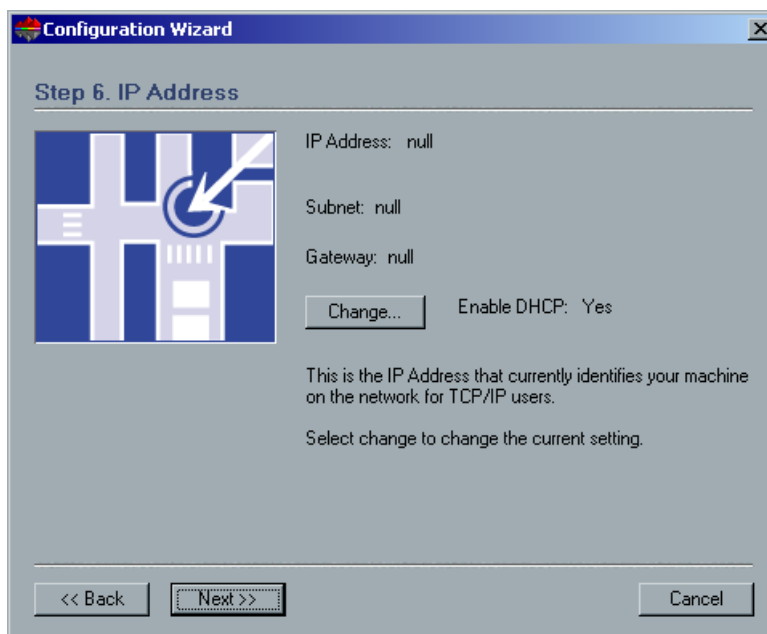 Configuration Wizard
Step 6. IP Address
IP Address: null
Subnet: null
Gateway: null
Change... Enable DHCP: Yes
This is the IP Address that currently identifies your machine
on the network for TCP/IP users.
Select change to change the current setting.
<< Back Next >> Cancel